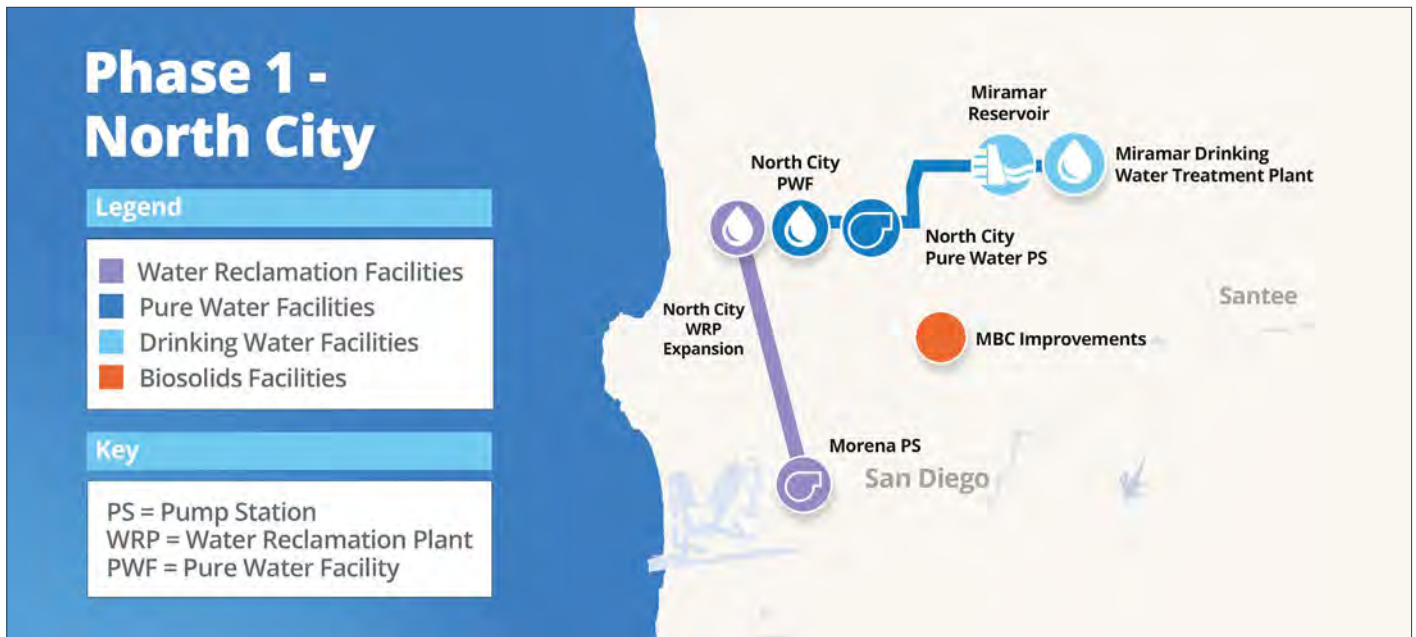 Phase 1 -
North City
Legend
Water Reclamation Facilities
Pure Water Facilities
Drinking Water Facilities
Biosolids Facilities
Key
PS = Pump Station
WRP = Water Reclamation Plant
PWF = Pure Water Facility
Miramar
Reservoir
Miramar Drinking
Water Treatment Plant
North City
PWF
North City
Pure Water PS
North City
WRP
Expansion
Santee
MBC Improvements
Morena PS
San Diego